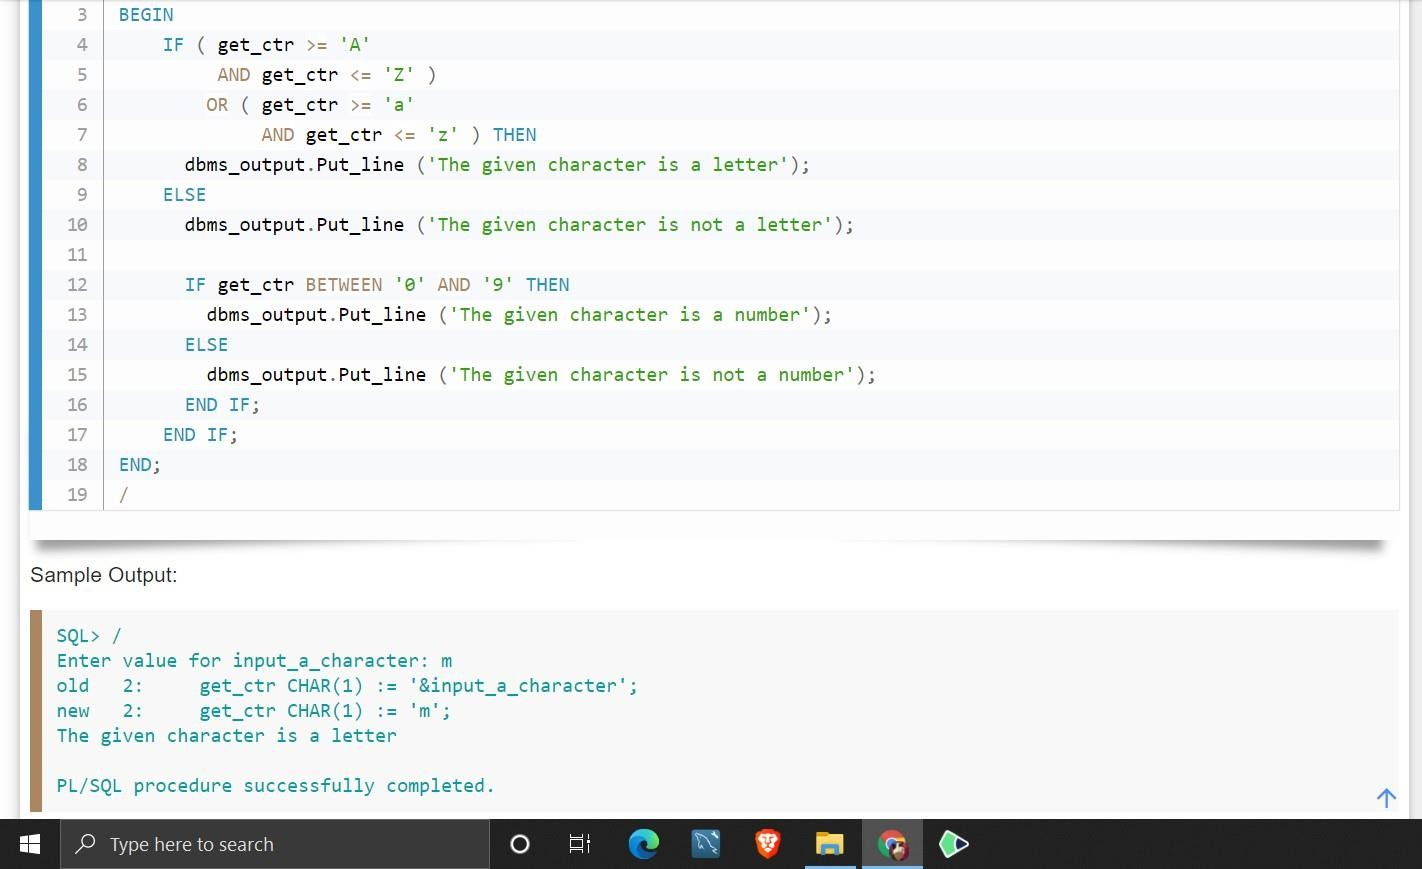 3 BEGIN
4 IF ( get_ctr >= 'A'
5 AND get_ctr <= 'Z' )
6 OR ( get_ctr >= 'a'
7 AND get_ctr <= 'z' ) THEN
8 dbms_output.Put_line ('The given character is a letter');
9 ELSE
10 dbms_output.Put_line ('The given character is not a letter');
11
12 IF get_ctr BETWEEN '0' AND '9' THEN
13 dbms_output.Put_line ('The given character is a number');
14 ELSE
15 dbms_output.Put_line ('The given character is not a number');
16 END IF;
17 END IF;
18 END;
19 /
Sample Output:
SQL> /
Enter value for input_a_character: m
old 2: get_ctr CHAR(1) := '&input_a_character';
new 2: get_ctr CHAR(1) := 'm';
The given character is a letter
PL/SQL procedure successfully completed.
Type here to search